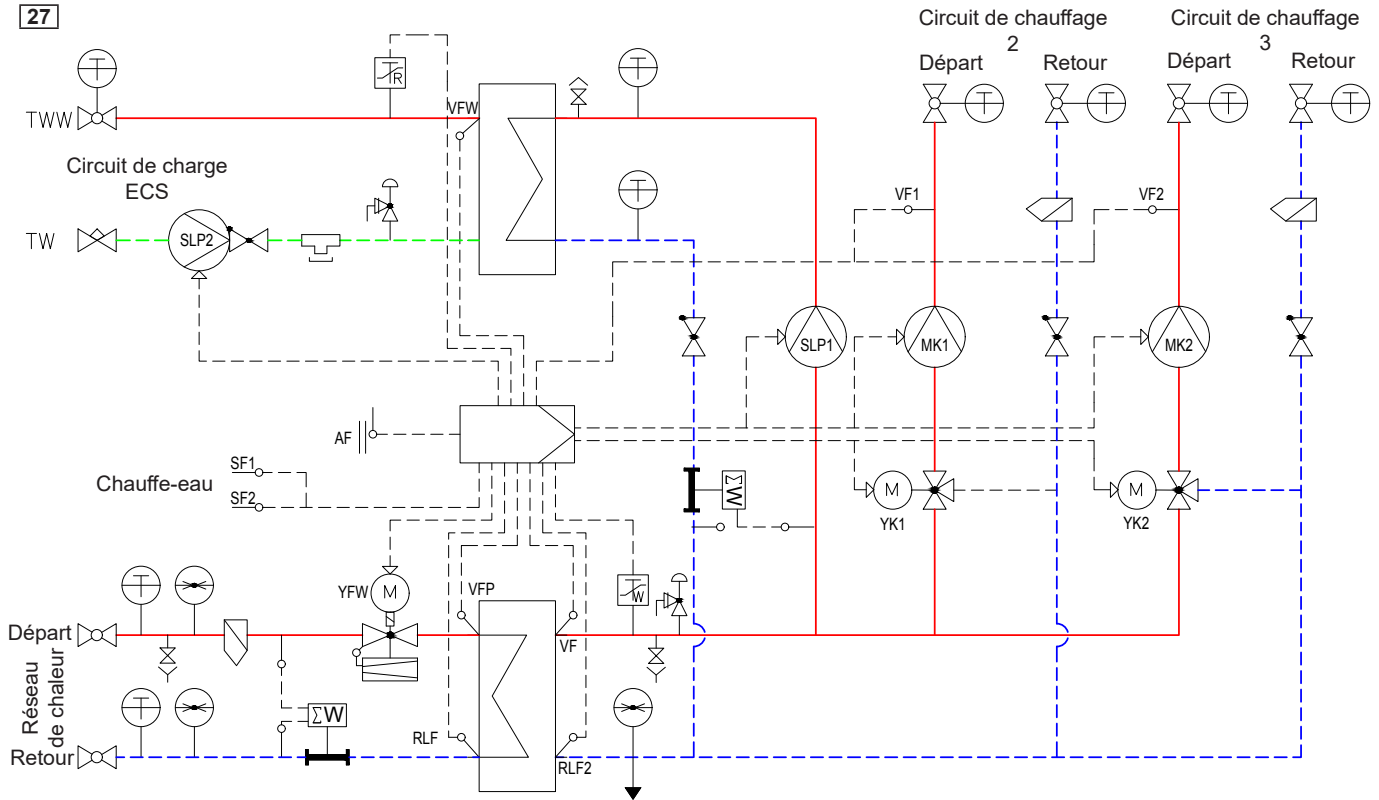 27
Circuit de chauffage
2
Départ
Retour
Circuit de chauffage
3
Départ
Retour
T
R
T
T
T
T
T
VFW
T
TWW
Circuit de charge
ECS
T
TW
SLP2
VF1
VF2
SLP1
MK1
MK2
AF
SF1
Chauffe-eau
SF2
ΣW
M
YK1
M
YK2
T
YFW
M
VFP
W
Départ
VF
Réseau
de chaleur
T
ΣW
RLF
Retour
RLF2